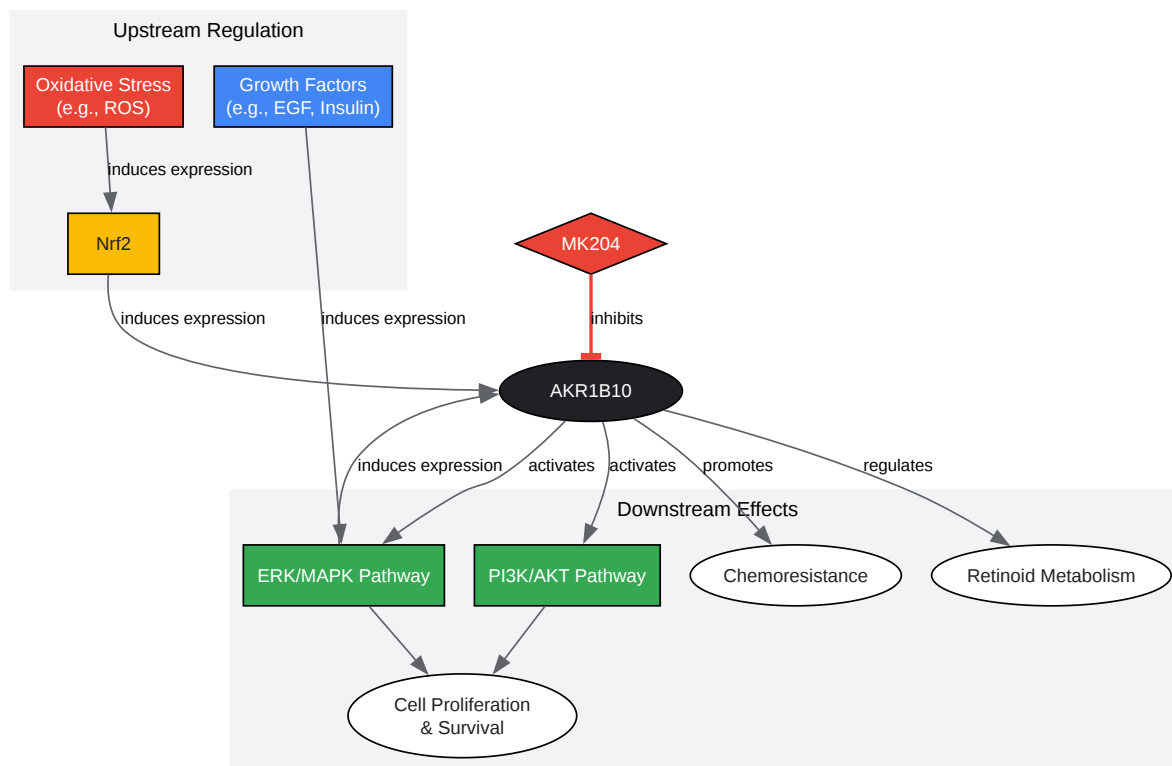 Upstream Regulation
Oxidative Stress
(e.g., ROS)
Growth Factors
(e.g., EGF, Insulin)
induces expression
Nrf2
MK204
induces expression
induces expression
inhibits
AKR1B10
induces expression
activates
activates
promotes
regulates
Downstream Effects
ERK/MAPK Pathway
PI3K/AKT Pathway
Chemoresistance
Retinoid Metabolism
Cell Proliferation
& Survival